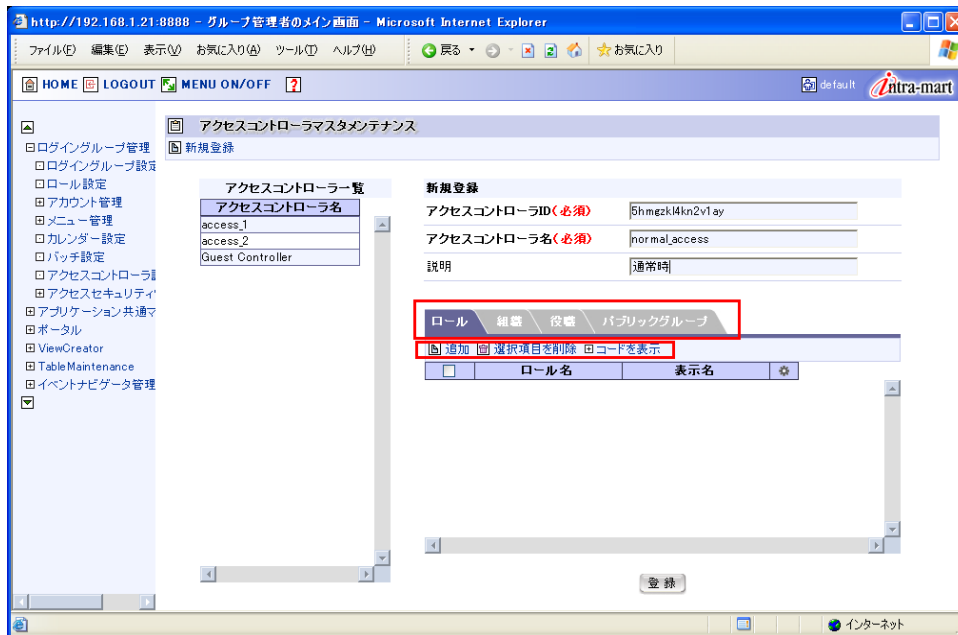 http://192.168.1.21:8888 - グループ管理者のメイン画面 - Microsoft Internet Explorer
ファイル(F) 編集(E) 表示(V) お気に入り(A) ツール(T) ヘルプ(H) 戻る お気に入り
HOME LOGOUT MENU ON/OFF ? default intra-mart
アクセスコントローラマスタメンテナンス
新規登録
ログイングループ管理
ログイングループ設定
ロール設定
アカウント管理
メニュー管理
カレンダー設定
バッチ設定
アクセスコントローラ
アクセスセキュリティ
アプリケーション共通マ
ポータル
ViewCreator
TableMaintenance
イベントナビゲータ管理
アクセスコントローラ一覧
アクセスコントローラ名
access_1
access_2
Guest Controller
新規登録
アクセスコントローラID(必須) 5hmgzkl4kn2v1ay
アクセスコントローラ名(必須) normal_access
説明 通常時
ロール 組織 役職 パブリックグループ
追加 選択項目を削除 コードを表示
ロール名 表示名
登録
インターネット